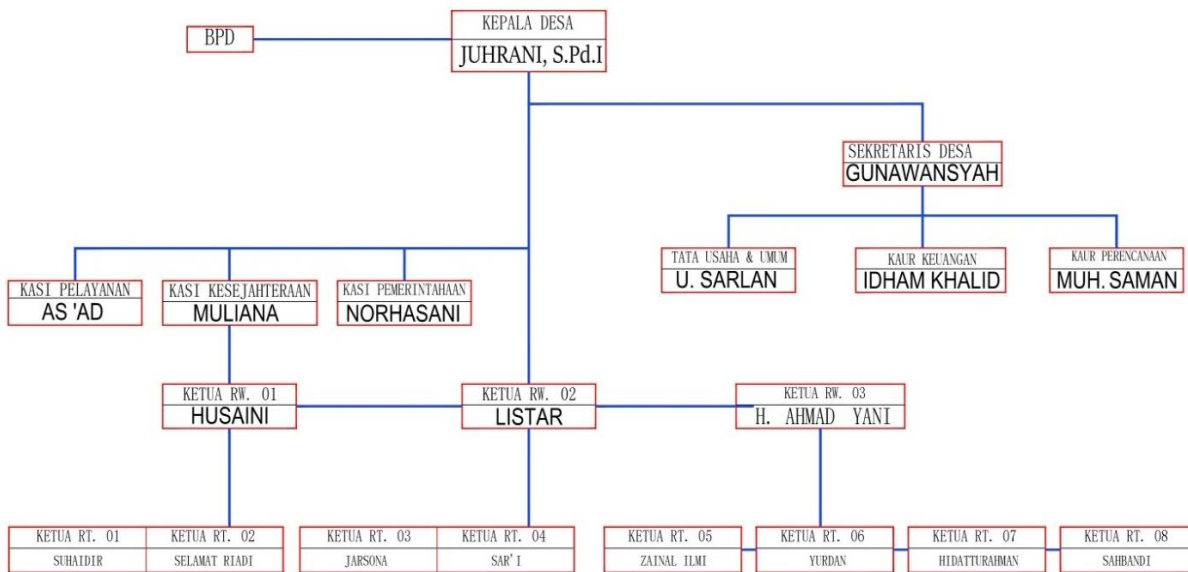 KEPALA DESA
JUHRANI, S.Pd.I
BPD
SEKRETARIS DESA
GUNAWANSYAH
TATA USAHA & UMUM
U. SARLAN
KAUR KEUANGAN
IDHAM KHALID
KAUR PERENCANAAN
MUH. SAMAN
KASI PELAYANAN
AS 'AD
KASI KESEJAHTERAAN
MULIANA
KASI PEMERINTAHAAN
NORHASANI
KETUA RW. 01
HUSAINI
KETUA RW. 02
LISTAR
KETUA RW. 03
H. AHMAD YANI
KETUA RT. 01
SUHAIDIR
KETUA RT. 02
SELAMAT RIADI
KETUA RT. 03
JARSONA
KETUA RT. 04
SAR'I
KETUA RT. 05
ZAINAL ILMI
KETUA RT. 06
YURDAN
KETUA RT. 07
HIDATTURAHMAN
KETUA RT. 08
SAHBANDI